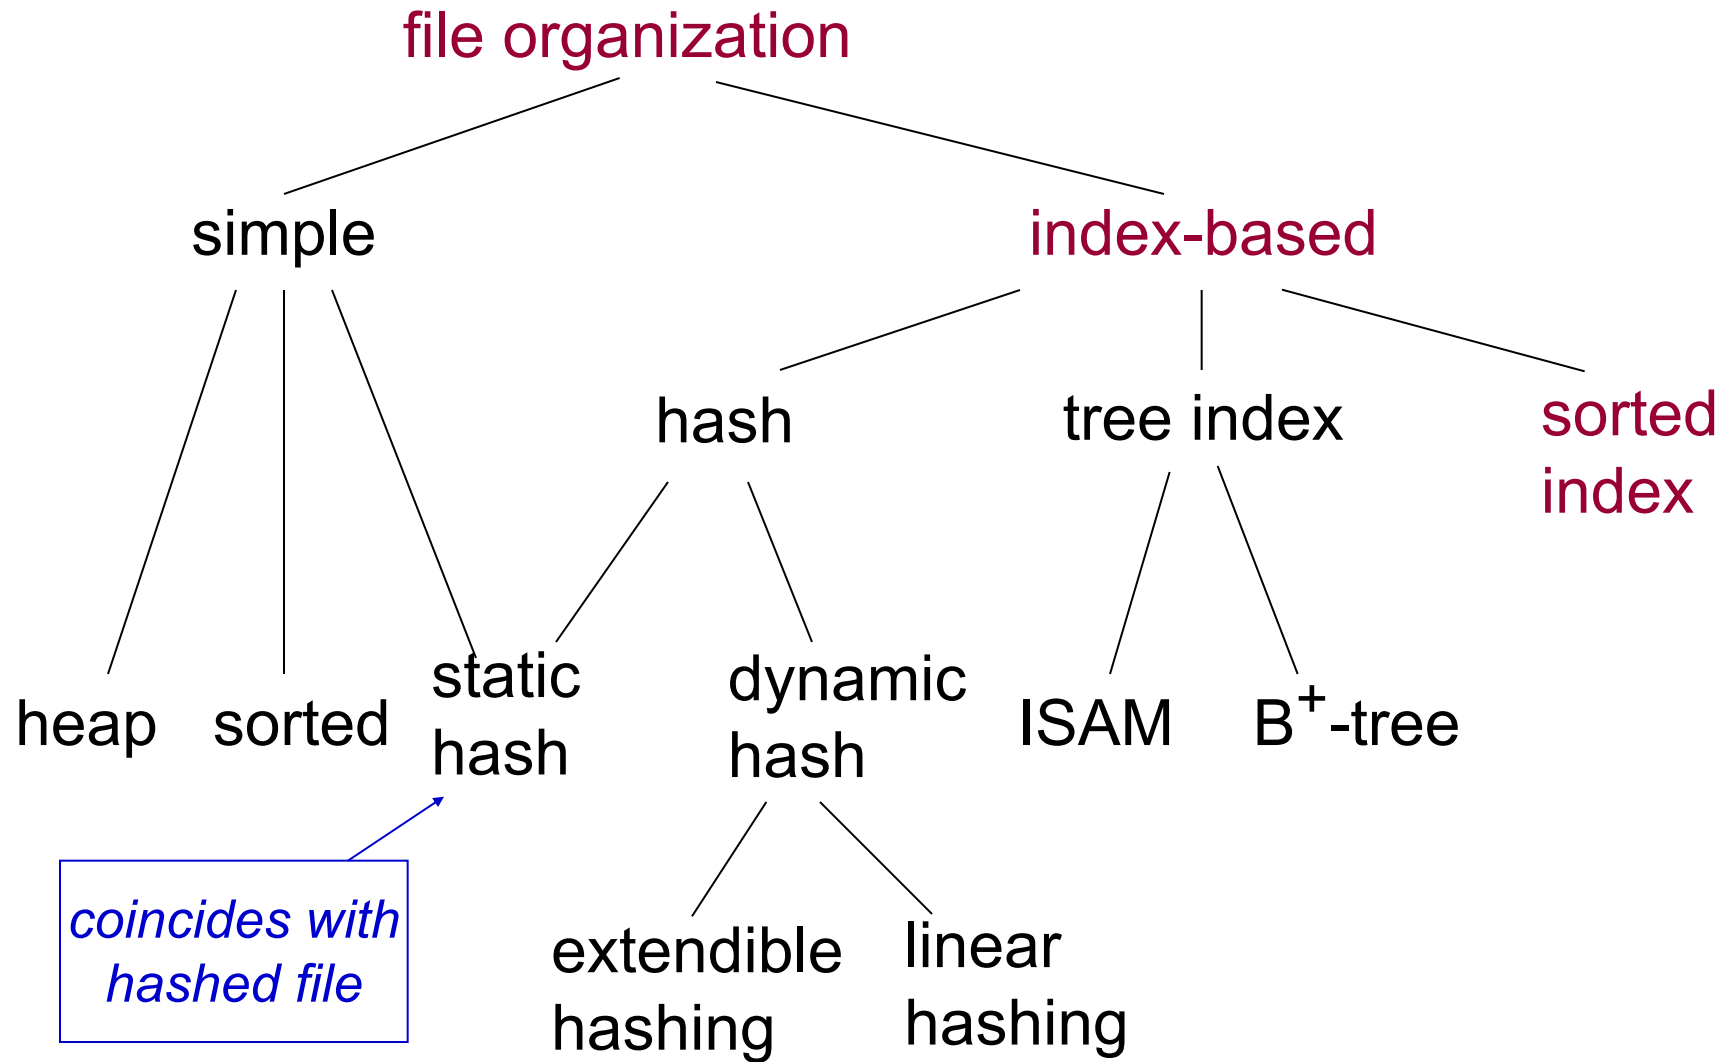 file organization
simple
index-based
hash
tree index
sorted
index
heap
sorted
static
hash
dynamic
hash
ISAM
B+-tree
coincides with
hashed file
extendible
hashing
linear
hashing